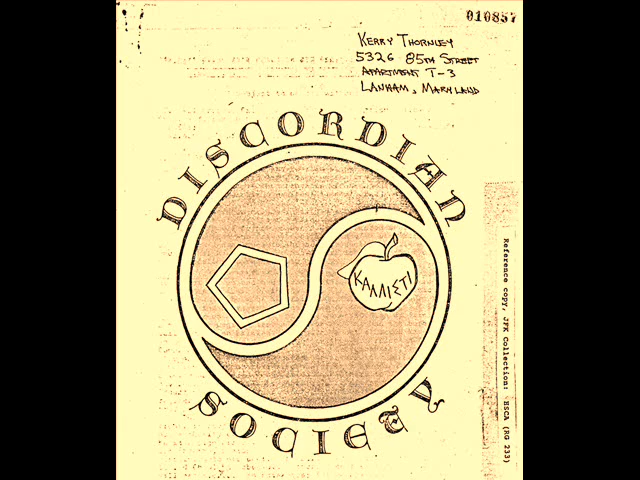 010857
KERRY THORNLEY
5326 85TH STREET
APARTMENT T-3
LANHAM, MARYLAND
DISCORDIAN
ΚΑΛΛΙΣΤΙ
SOCIETY
Reference copy, JFK Collection: HSCA (RG 233)